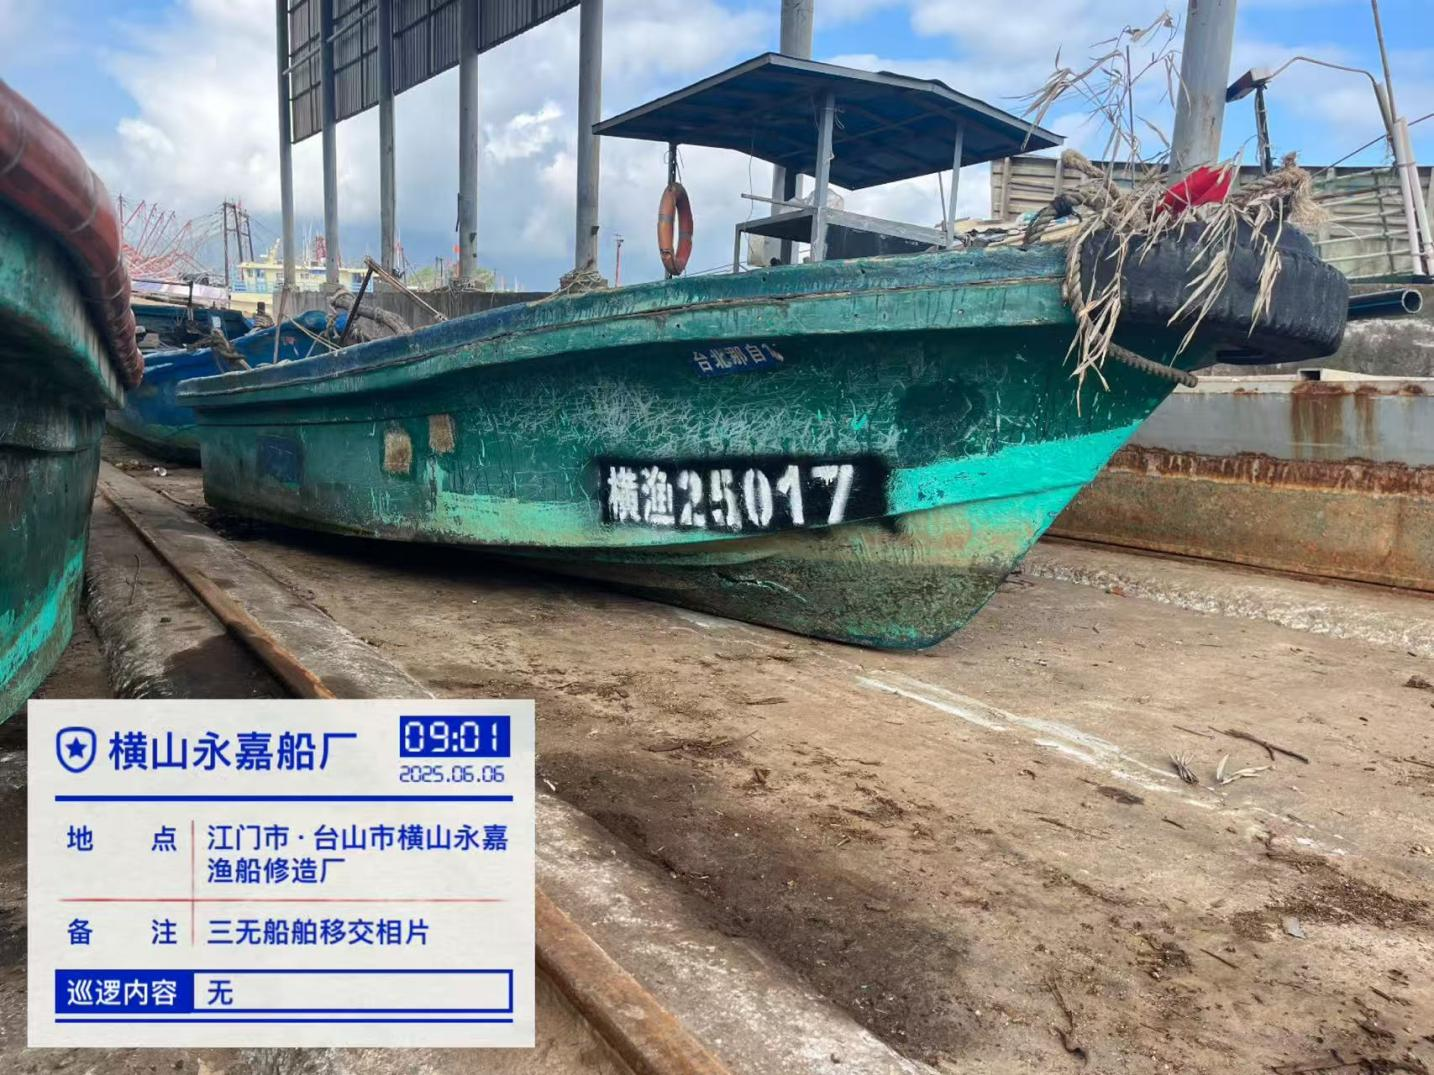 台北那自
横渔25017
横山永嘉船厂
09:01
2025.06.06
地 点
江门市·台山市横山永嘉
渔船修造厂
备 注
三无船舶移交相片
巡逻内容
无